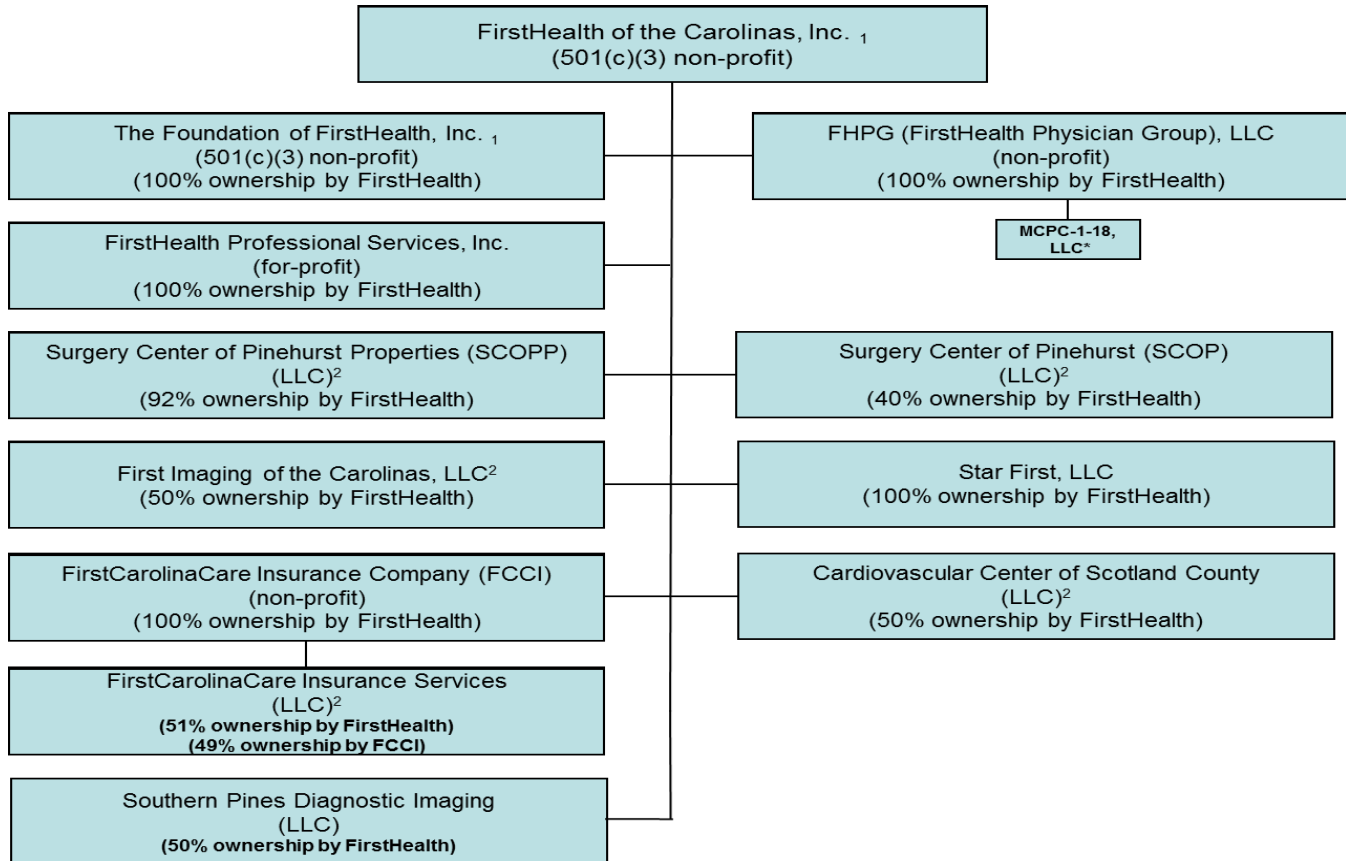 FirstHealth of the Carolinas, Inc. 1
(501(c)(3) non-profit)
The Foundation of FirstHealth, Inc. 1
(501(c)(3) non-profit)
(100% ownership by FirstHealth)
FHPG (FirstHealth Physician Group), LLC
(non-profit)
(100% ownership by FirstHealth)
MCPC-1-18,
LLC*
FirstHealth Professional Services, Inc.
(for-profit)
(100% ownership by FirstHealth)
Surgery Center of Pinehurst Properties (SCOPP)
(LLC)²
(92% ownership by FirstHealth)
Surgery Center of Pinehurst (SCOP)
(LLC)²
(40% ownership by FirstHealth)
First Imaging of the Carolinas, LLC²
(50% ownership by FirstHealth)
Star First, LLC
(100% ownership by FirstHealth)
FirstCarolinaCare Insurance Company (FCCI)
(non-profit)
(100% ownership by FirstHealth)
Cardiovascular Center of Scotland County
(LLC)²
(50% ownership by FirstHealth)
FirstCarolinaCare Insurance Services
(LLC)²
(51% ownership by FirstHealth)
(49% ownership by FCCI)
Southern Pines Diagnostic Imaging
(LLC)
(50% ownership by FirstHealth)